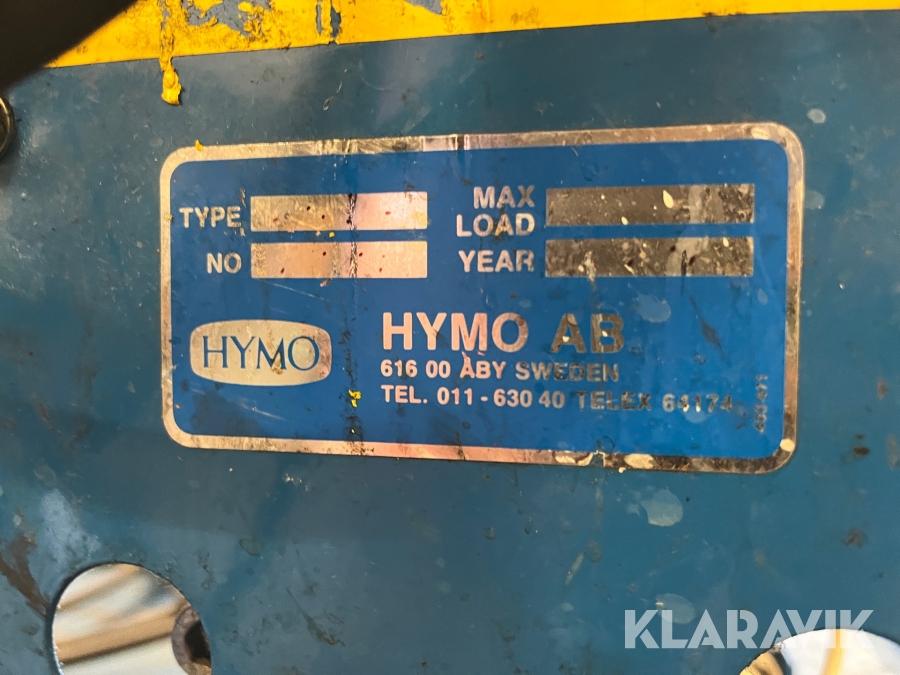 TYPE
NO
MAX
LOAD
YEAR
HYMO
HYMO AB
616 00 ÅBY SWEDEN
TEL. 011 - 630 40 TELEX 64174
KLARAVIK